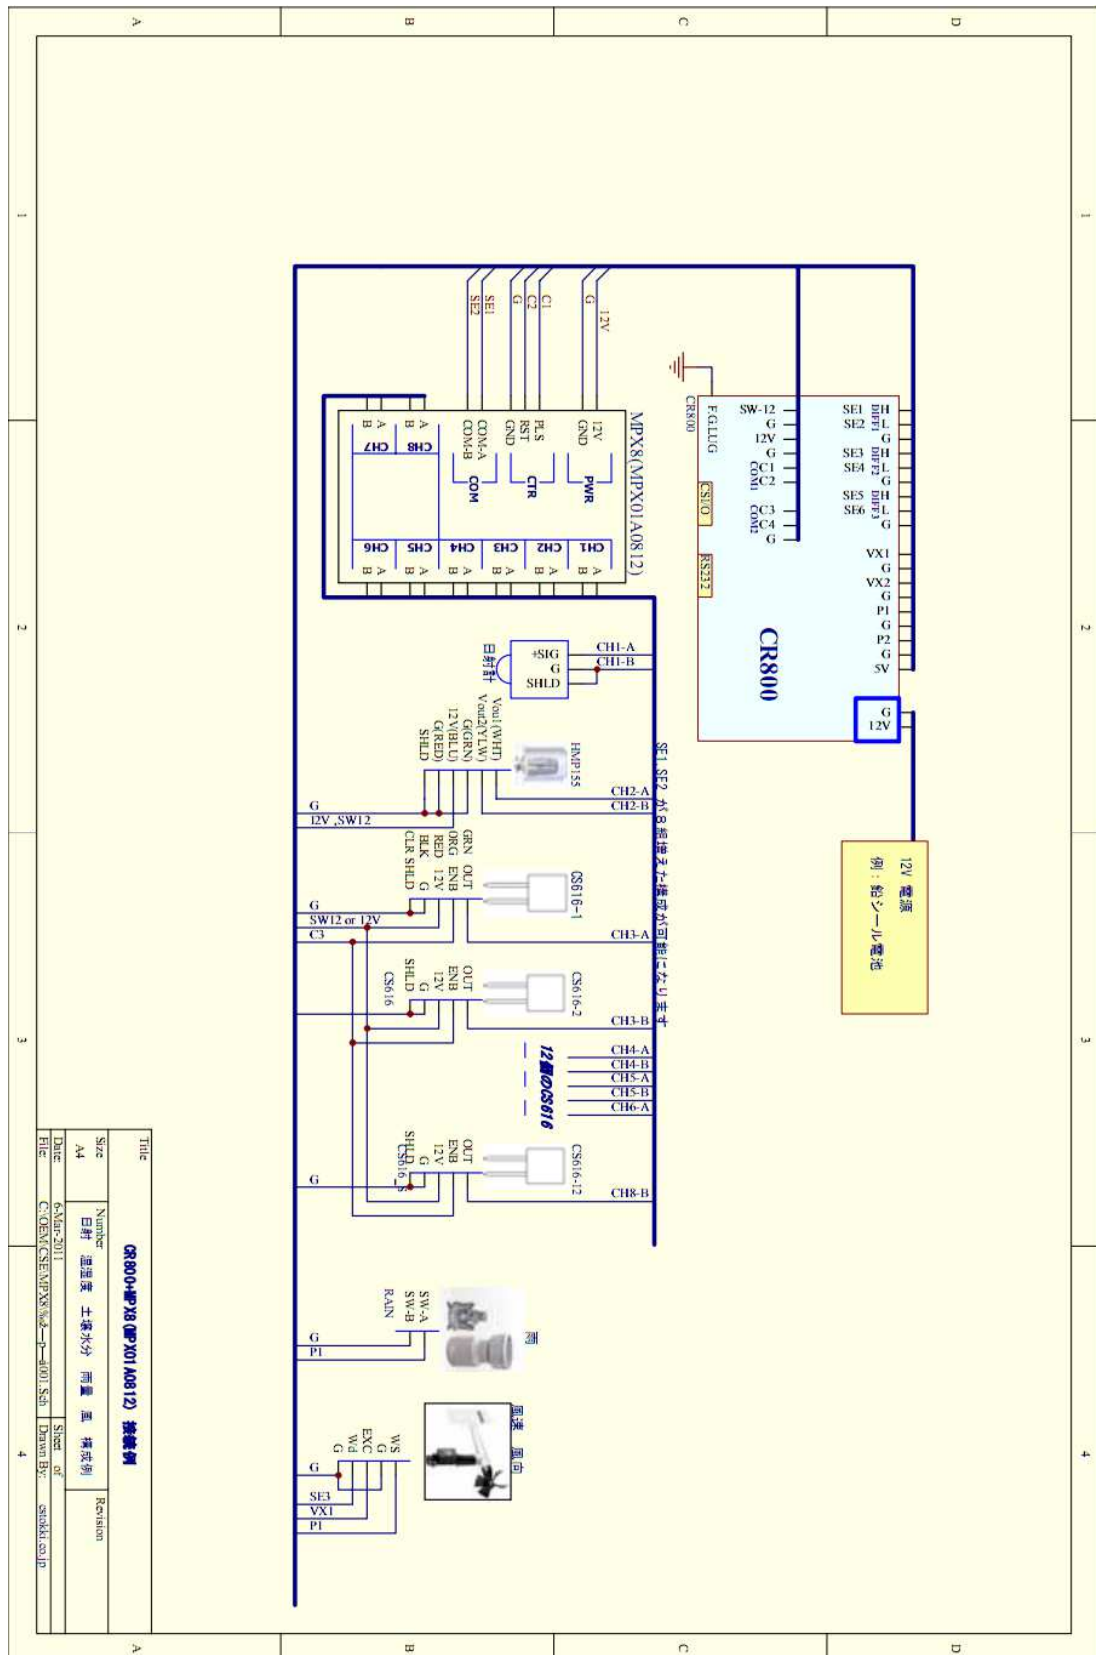 D
C
B
A
1
2
3
4
12V 電源
例：鉛シール電池
CR800
SE1 DIFF1 H
SE2 L
G
SE3 DIFF2 H
SE4 L
G
SE5 DIFF3 H
SE6 L
G
VX1
G
VX2
G
P1
G
P2
G
5V
G
12V
SW-12
G
12V
G
C1
C2
COM1
C3
C4
COM2
G
F.G.LUG
CSI/O
RS232
CR800
MPX8(MPX01A0812)
12V
G
C1
C2
G
SE1
SE2
12V
GND
PWR
PLS
RST
GND
CTR
COM-A
COM-B
COM
CH1
A
B
CH2
A
B
CH3
A
B
CH4
A
B
CH5
A
B
CH6
A
B
CH8
A
B
CH7
A
B
SE1, SE2 が８組増えた構成が可能になります
CH1-A
CH1-B
+SIG
G
SHLD
日射計
CH2-A
CH2-B
HMP155
Vou1(WHT)
Vout2(YLW)
G(GRN)
12V(BLU)
G(RED)
SHLD
G
12V ,SW12
CH3-A
CS616-1
GRN OUT
ORG ENB
RED 12V
BLK G
CLR SHLD
G
SW12 or 12V
C3
CH3-B
CS616-2
OUT
ENB
12V
G
SHLD
CS616
CH4-A
CH4-B
CH5-A
CH5-B
CH6-A
12個のCS616
CH8-B
CS616-12
OUT
ENB
12V
G
SHLD
G
雨
SW-A
SW-B
RAIN
G
P1
風速 風向
WS
G
EXC
Wd
G
G
SE3
VX1
P1
Title
CR800+MPX8(MPX01A0812) 接続例
Size
A4
Number
日射 温湿度 土壌水分 雨量 風 構成例
Revision
Date:
6-Mar-2011
Sheet of
File:
Drawn By:
cstokki.co.jp
1
2
3
4
D
C
B
A